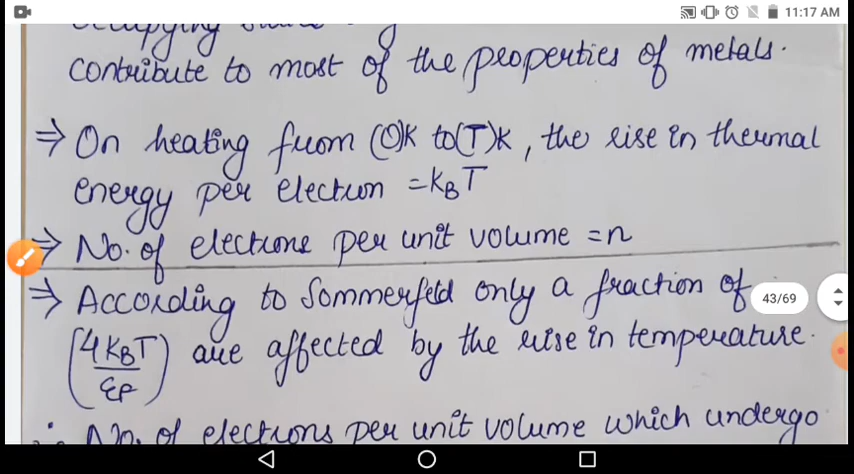 11:17 AM
contribute to most of the properties of metals.
⇒ On heating from (0)K to (T)K, the rise in thermal
energy per electron = kBT
⇒ No. of electrons per unit volume = n
⇒ According to Sommerfeld only a fraction of
43/69
(4KBT/EF) are affected by the rise in temperature.
∴ No. of electrons per unit volume which undergo